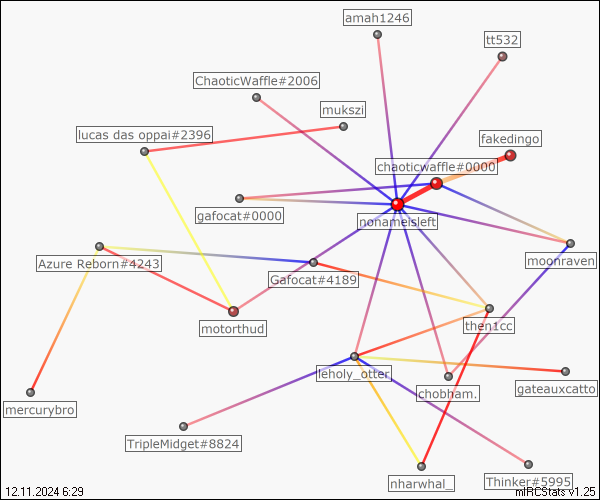 amah1246
tt532
ChaoticWaffle#2006
mukszi
lucas das oppai#2396
fakedingo
chaoticwaffle#0000
gafocat#0000
nonameisleft
moonraven
Azure Reborn#4243
Gafocat#4189
motorthud
then1cc
leholy_otter
chobham.
gateauxcatto
mercurybro
TripleMidget#8824
nharwhal_
Thinker#5995
12.11.2024 6:29
mIRCStats v1.25